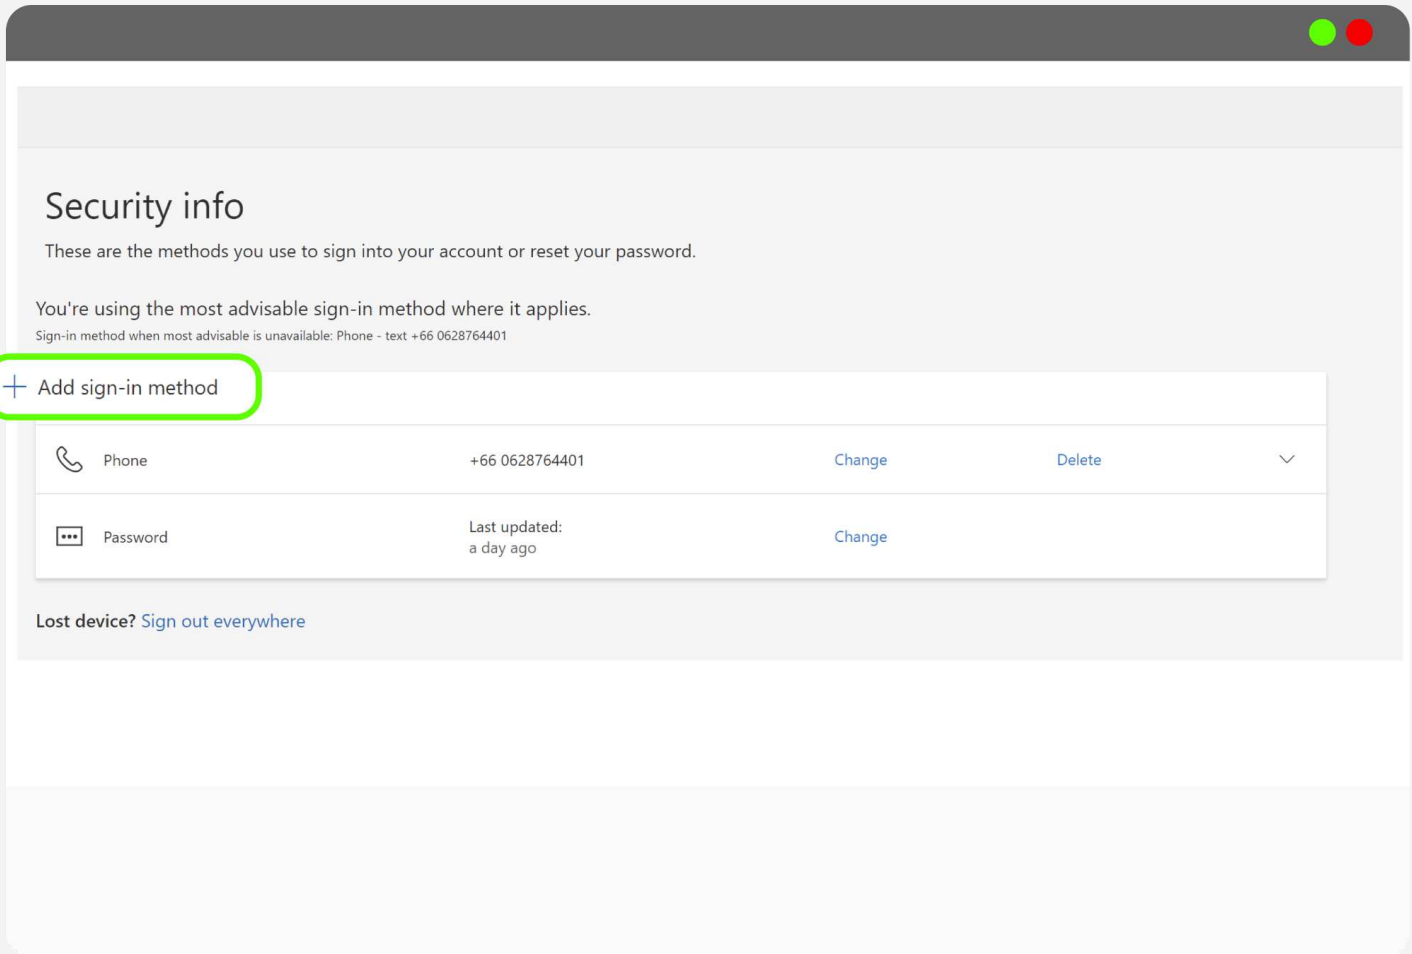 Security info
These are the methods you use to sign into your account or reset your password.
You're using the most advisable sign-in method where it applies.
Sign-in method when most advisable is unavailable: Phone - text +66 0628764401
Add sign-in method
Phone +66 0628764401 Change Delete
Password Last updated: Change
a day ago
Lost device? Sign out everywhere